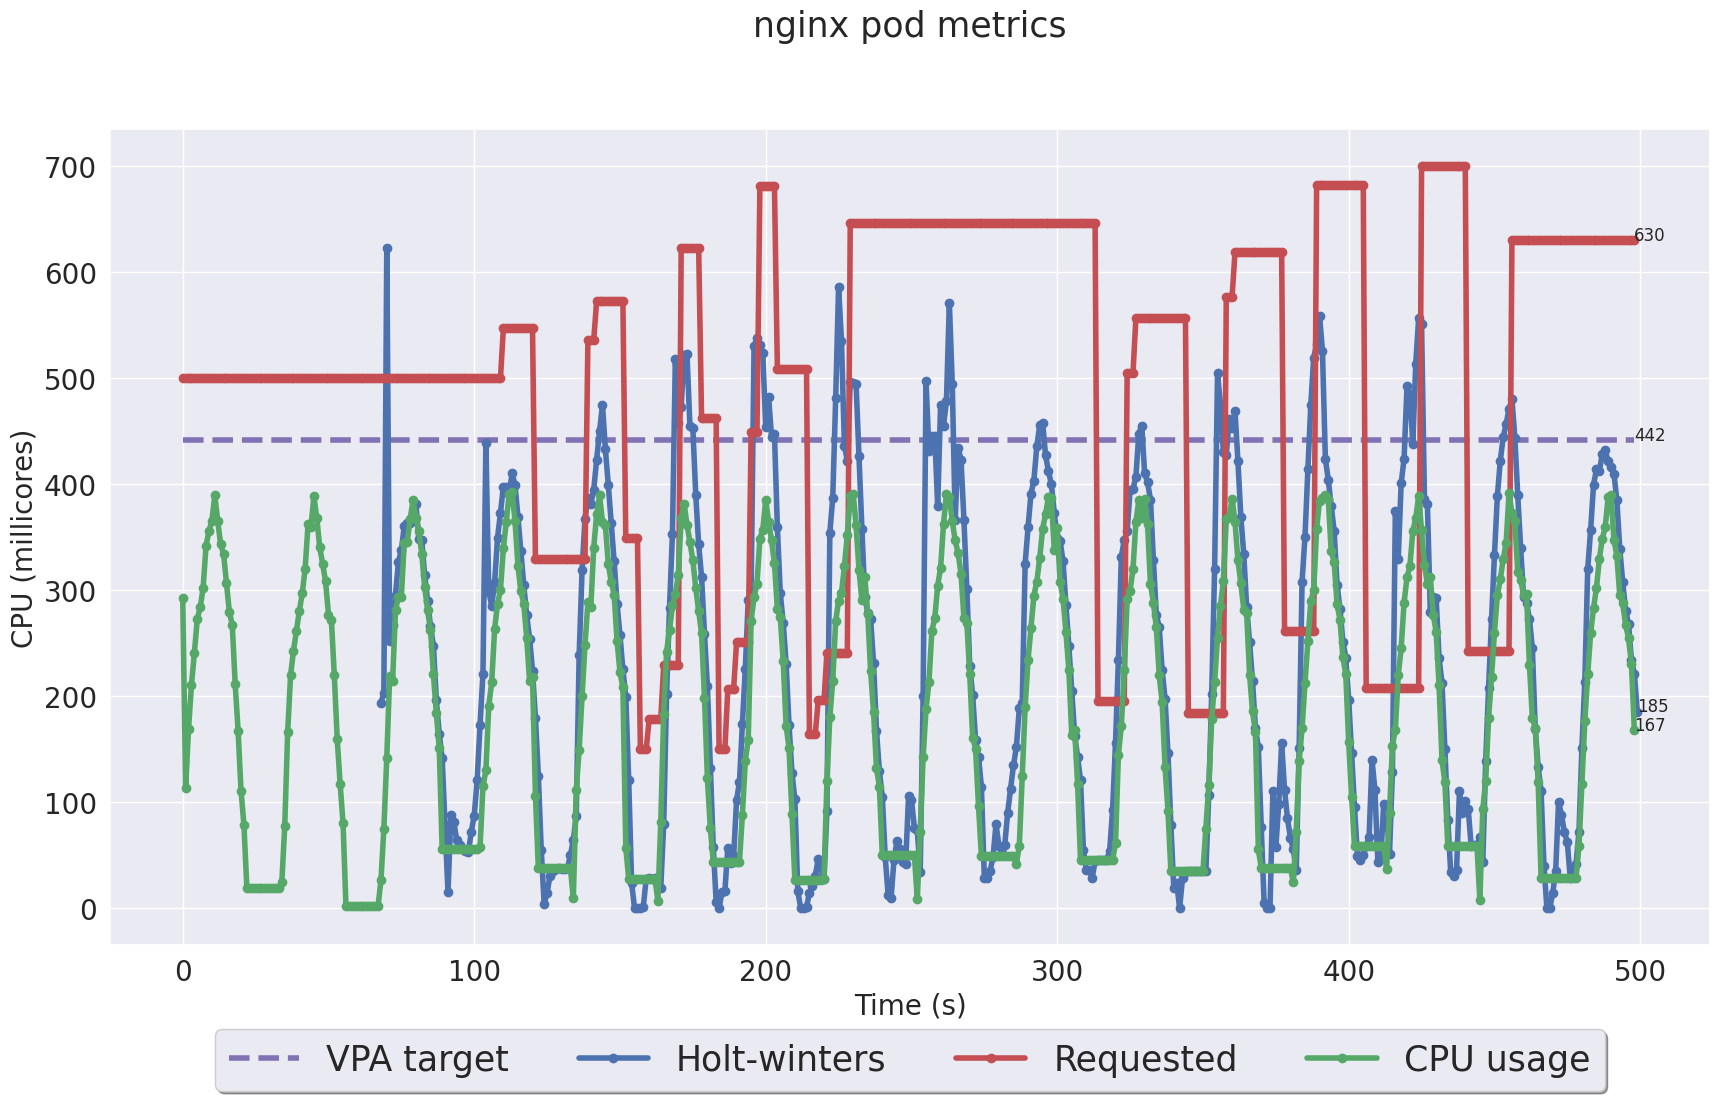 nginx pod metrics
CPU (millicores)
700
600
500
400
300
200
100
0
630
442
185
167
0 100 200 300 400 500
Time (s)
VPA target Holt-winters Requested CPU usage